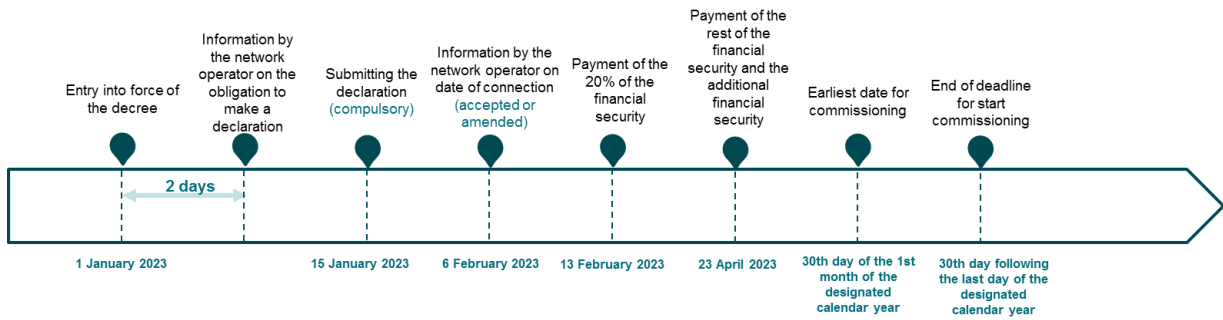 Entry into force of
the decree
Information by
the network
operator on the
obligation to
make a
declaration
Submitting the
declaration
(compulsory)
Information by the
network operator on
date of connection
(accepted or
amended)
Payment of the
20% of the
financial
security
Payment of the
rest of the
financial
security and the
additional
financial
security
Earliest date for
commissioning
End of deadline
for start
commissioning
2 days
1 January 2023
15 January 2023
6 February 2023
13 February 2023
23 April 2023
30th day of the 1st
month of the
designated
calendar year
30th day following
the last day of the
designated
calendar year